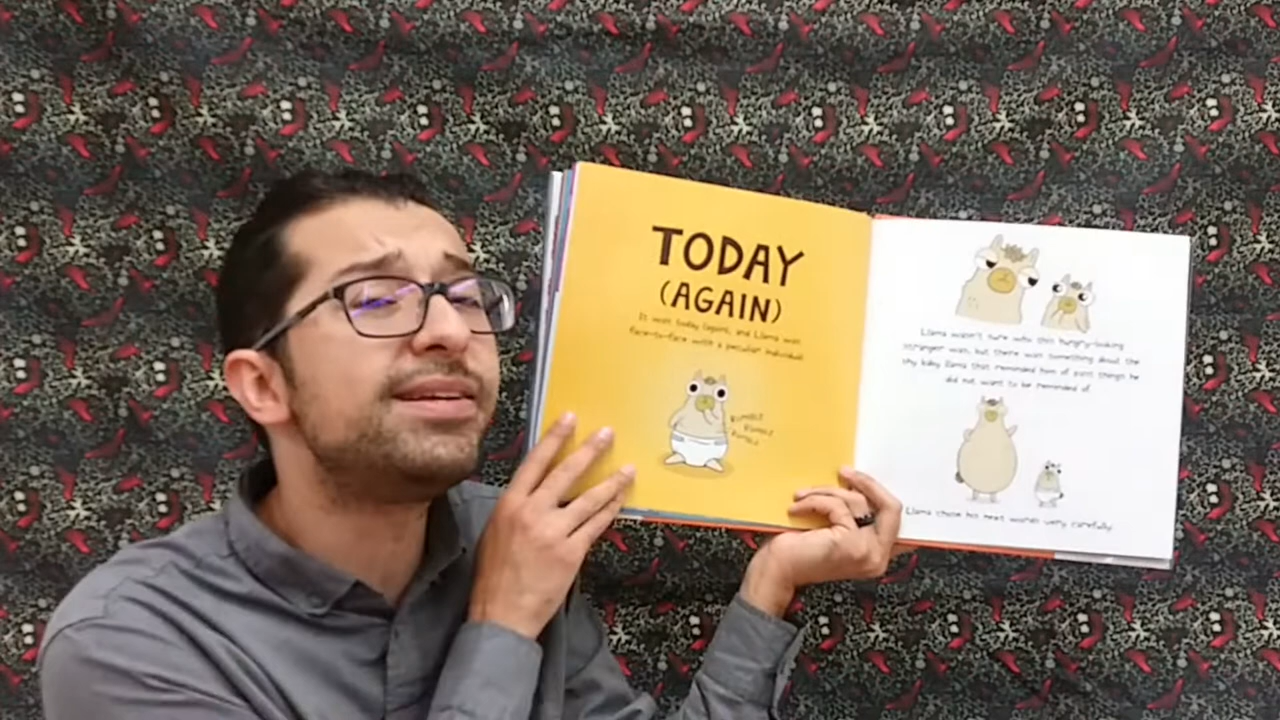 TODAY
(AGAIN)
It was today (again), and Llama was
face-to-face with a peculiar individual.
RUMBLE
RUMBLE
RUMBLE
Llama wasn't sure who this hungry-looking
stranger was, but there was something about the
shy baby llama that reminded him of past things he
did not want to be reminded of.
Llama chose his next words very carefully.